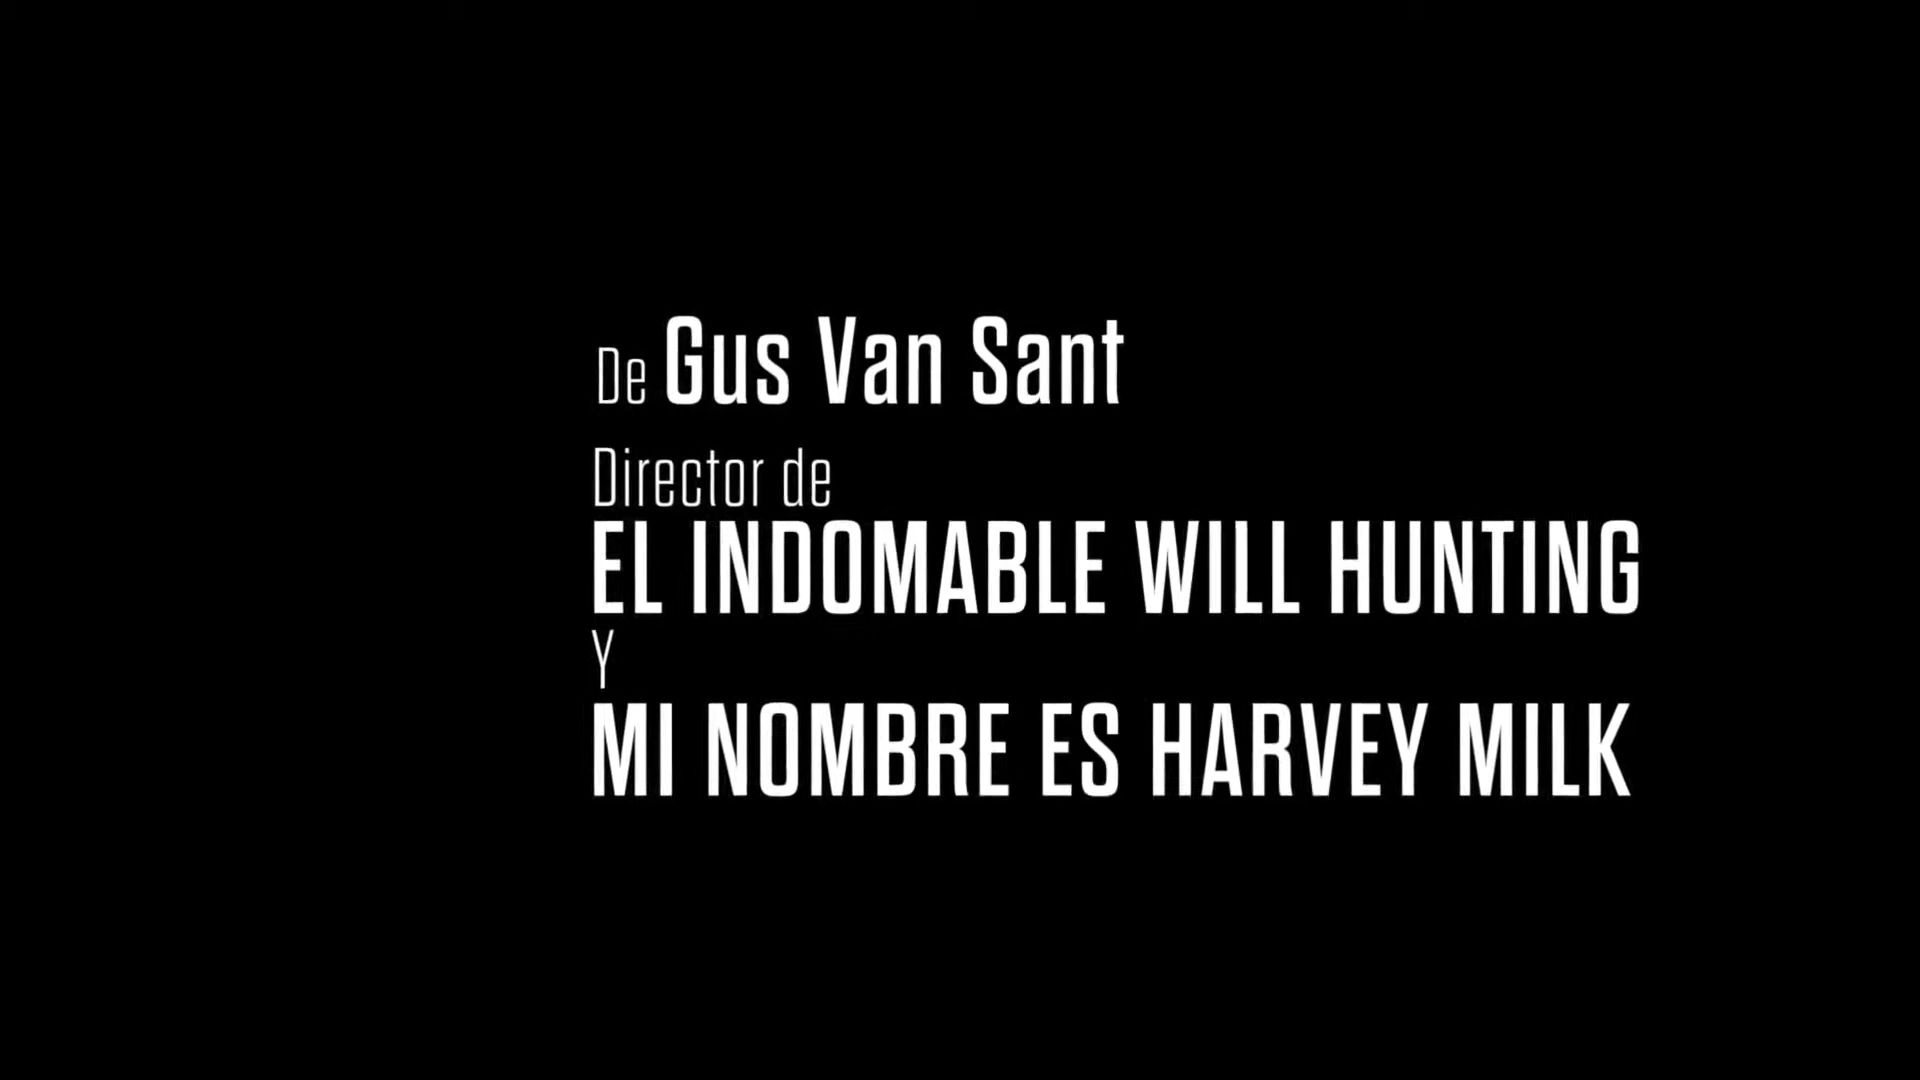 De Gus Van Sant
Director de
EL INDOMABLE WILL HUNTING
Y
MI NOMBRE ES HARVEY MILK